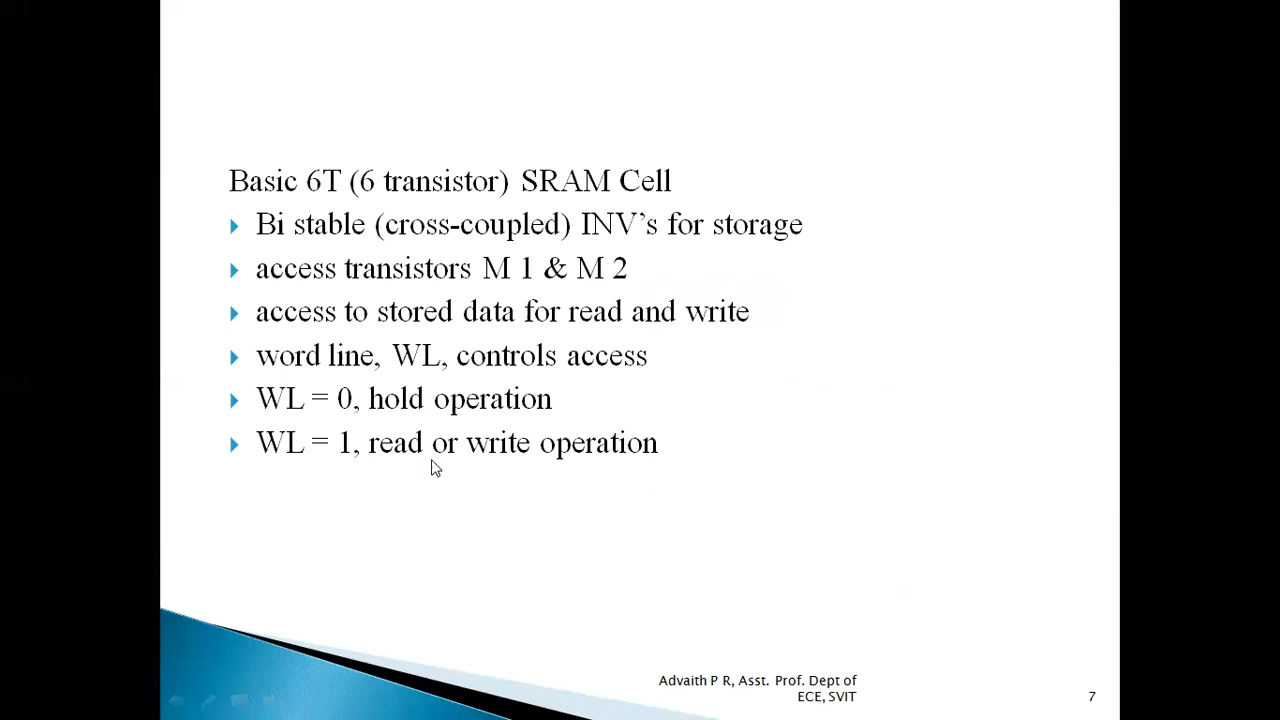 Basic 6T (6 transistor) SRAM Cell
Bi stable (cross-coupled) INV's for storage
access transistors M 1 & M 2
access to stored data for read and write
word line, WL, controls access
WL = 0, hold operation
WL = 1, read or write operation
Advaith P R, Asst. Prof. Dept of
ECE, SVIT
7